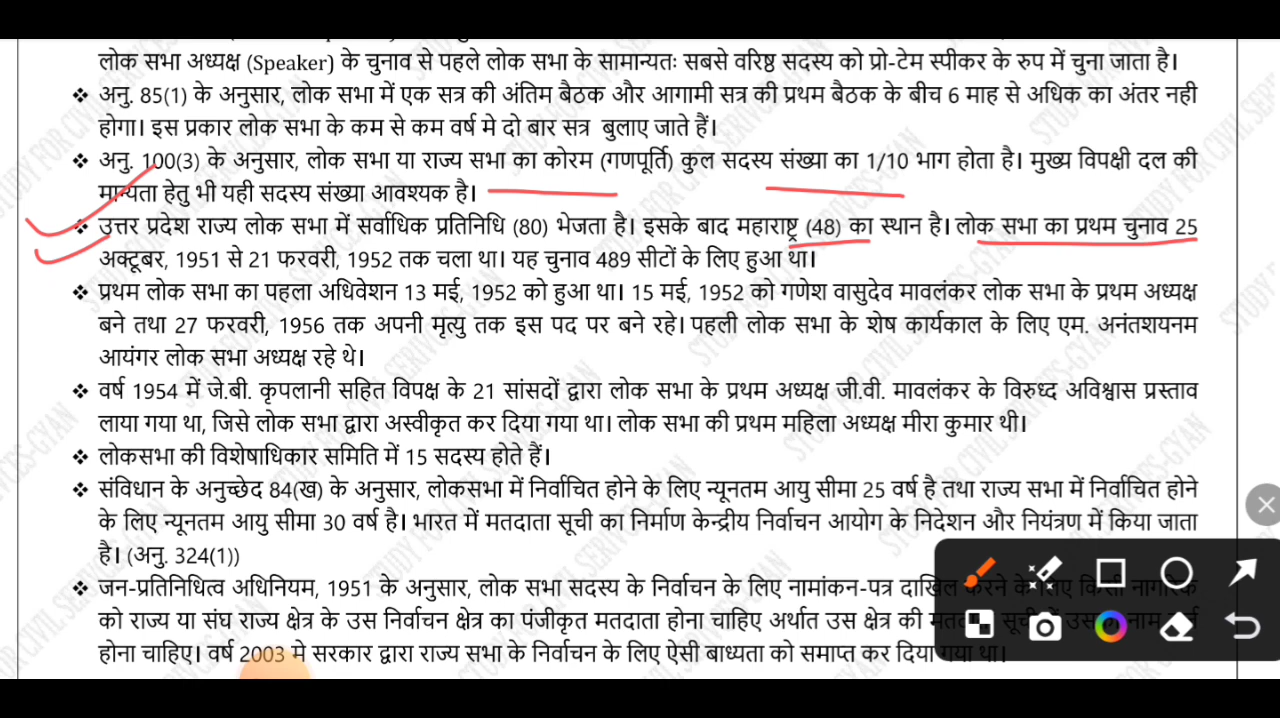 लोक सभा अध्यक्ष (Speaker) के चुनाव से पहले लोक सभा के सामान्यतः सबसे वरिष्ठ सदस्य को प्रो-टेम स्पीकर के रुप में चुना जाता है।
❖ अनु. 85(1) के अनुसार, लोक सभा में एक सत्र की अंतिम बैठक और आगामी सत्र की प्रथम बैठक के बीच 6 माह से अधिक का अंतर नही
होगा। इस प्रकार लोक सभा के कम से कम वर्ष मे दो बार सत्र बुलाए जाते हैं।
❖ अनु. 100(3) के अनुसार, लोक सभा या राज्य सभा का कोरम (गणपूर्ति) कुल सदस्य संख्या का 1/10 भाग होता है। मुख्य विपक्षी दल की
मान्यता हेतु भी यही सदस्य संख्या आवश्यक है।
❖ उत्तर प्रदेश राज्य लोक सभा में सर्वाधिक प्रतिनिधि (80) भेजता है। इसके बाद महाराष्ट्र (48) का स्थान है। लोक सभा का प्रथम चुनाव 25
अक्टूबर, 1951 से 21 फरवरी, 1952 तक चला था। यह चुनाव 489 सीटों के लिए हुआ था।
❖ प्रथम लोक सभा का पहला अधिवेशन 13 मई, 1952 को हुआ था। 15 मई, 1952 को गणेश वासुदेव मावलंकर लोक सभा के प्रथम अध्यक्ष
बने तथा 27 फरवरी, 1956 तक अपनी मृत्यु तक इस पद पर बने रहे। पहली लोक सभा के शेष कार्यकाल के लिए एम. अनंतशयनम
आयंगर लोक सभा अध्यक्ष रहे थे।
❖ वर्ष 1954 में जे.बी. कृपलानी सहित विपक्ष के 21 सांसदों द्वारा लोक सभा के प्रथम अध्यक्ष जी.वी. मावलंकर के विरुध्द अविश्वास प्रस्ताव
लाया गया था, जिसे लोक सभा द्वारा अस्वीकृत कर दिया गया था। लोक सभा की प्रथम महिला अध्यक्ष मीरा कुमार थी।
❖ लोकसभा की विशेषाधिकार समिति में 15 सदस्य होते हैं।
❖ संविधान के अनुच्छेद 84(ख) के अनुसार, लोकसभा में निर्वाचित होने के लिए न्यूनतम आयु सीमा 25 वर्ष है तथा राज्य सभा में निर्वाचित होने
के लिए न्यूनतम आयु सीमा 30 वर्ष है। भारत में मतदाता सूची का निर्माण केन्द्रीय निर्वाचन आयोग के निदेशन और नियंत्रण में किया जाता
है। (अनु. 324(1))
❖ जन-प्रतिनिधित्व अधिनियम, 1951 के अनुसार, लोक सभा सदस्य के निर्वाचन के लिए नामांकन-पत्र दाखिल करने के लिए किसी नागरिक
को राज्य या संघ राज्य क्षेत्र के उस निर्वाचन क्षेत्र का पंजीकृत मतदाता होना चाहिए अर्थात उस क्षेत्र की सूची में नाम
होना चाहिए। वर्ष 2003 मे सरकार द्वारा राज्य सभा के निर्वाचन के लिए ऐसी बाध्यता को समाप्त कर दिया गया था।